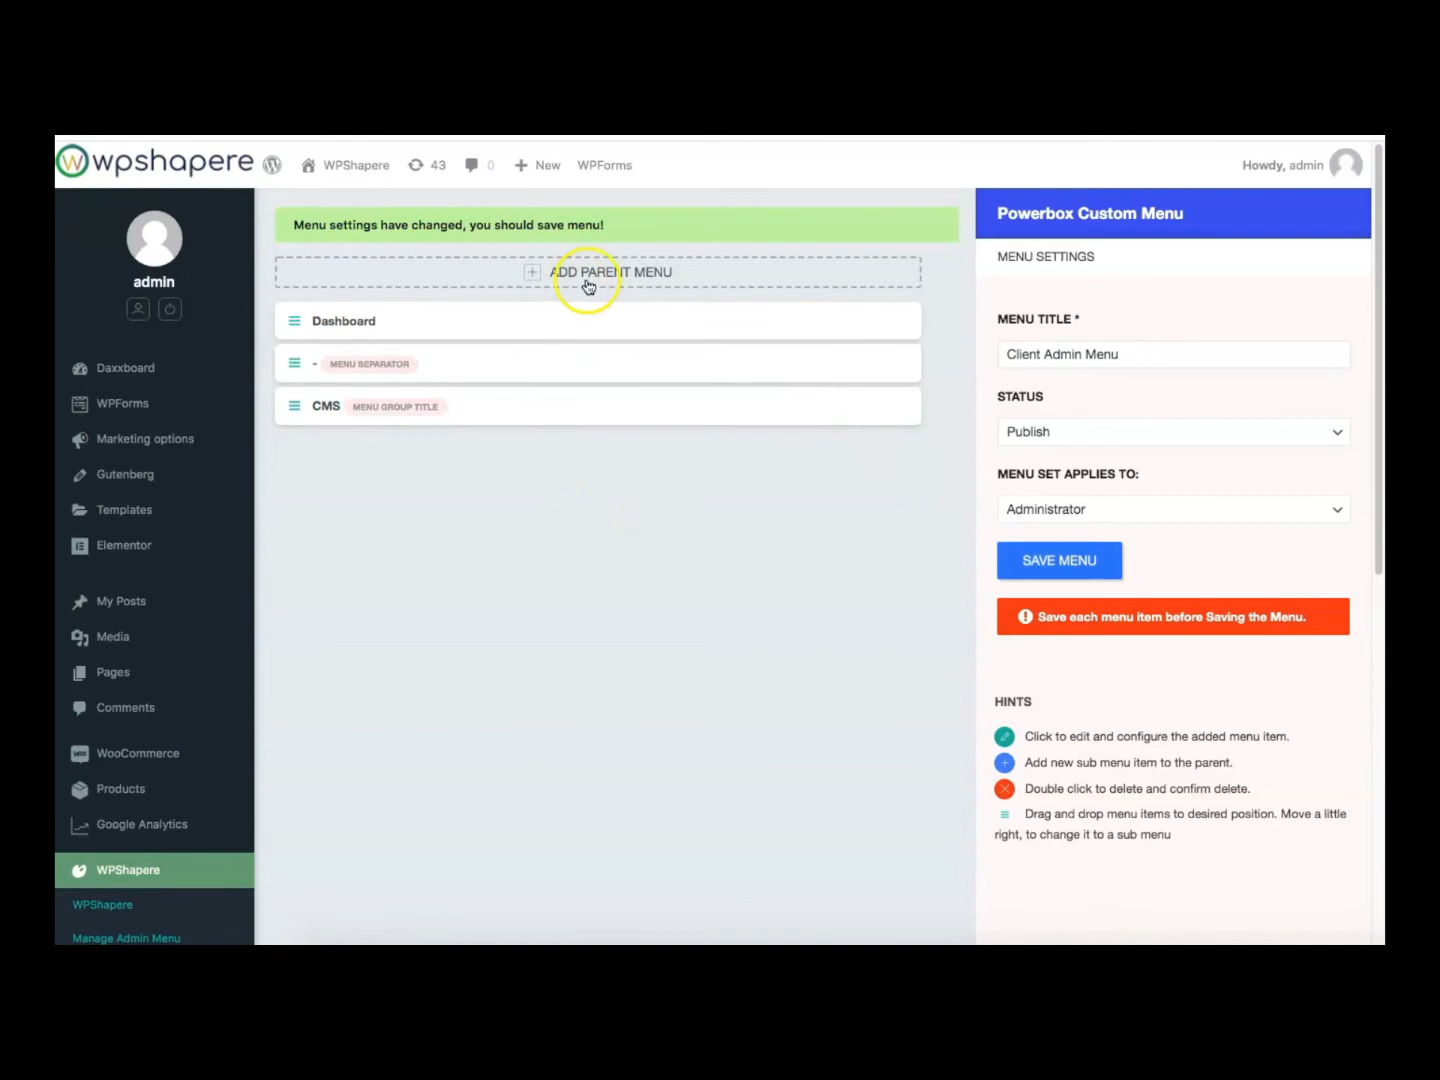 wpshapere WPShapere 43 0 New WPForms Howdy, admin
admin
Daxxboard
WPForms
Marketing options
Gutenberg
Templates
Elementor
My Posts
Media
Pages
Comments
WooCommerce
Products
Google Analytics
WPShapere
WPShapere
Manage Admin Menu
Menu settings have changed, you should save menu!
ADD PARENT MENU
Dashboard
- MENU SEPARATOR
CMS MENU GROUP TITLE
Powerbox Custom Menu
MENU SETTINGS
MENU TITLE *
Client Admin Menu
STATUS
Publish
MENU SET APPLIES TO:
Administrator
SAVE MENU
Save each menu item before Saving the Menu.
HINTS
Click to edit and configure the added menu item.
Add new sub menu item to the parent.
Double click to delete and confirm delete.
Drag and drop menu items to desired position. Move a little
right, to change it to a sub menu